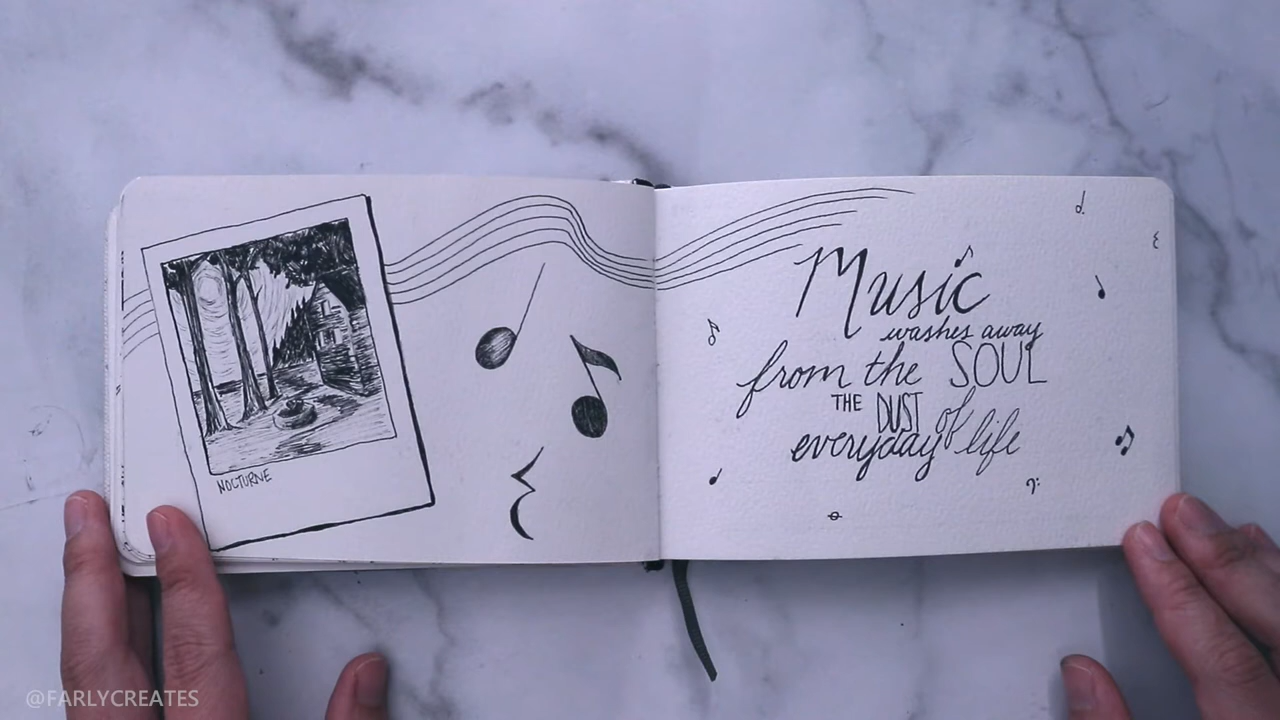 NOCTURNE
Music
washes away
from the SOUL
THE DUST of
everyday life
@FARLYCREATES